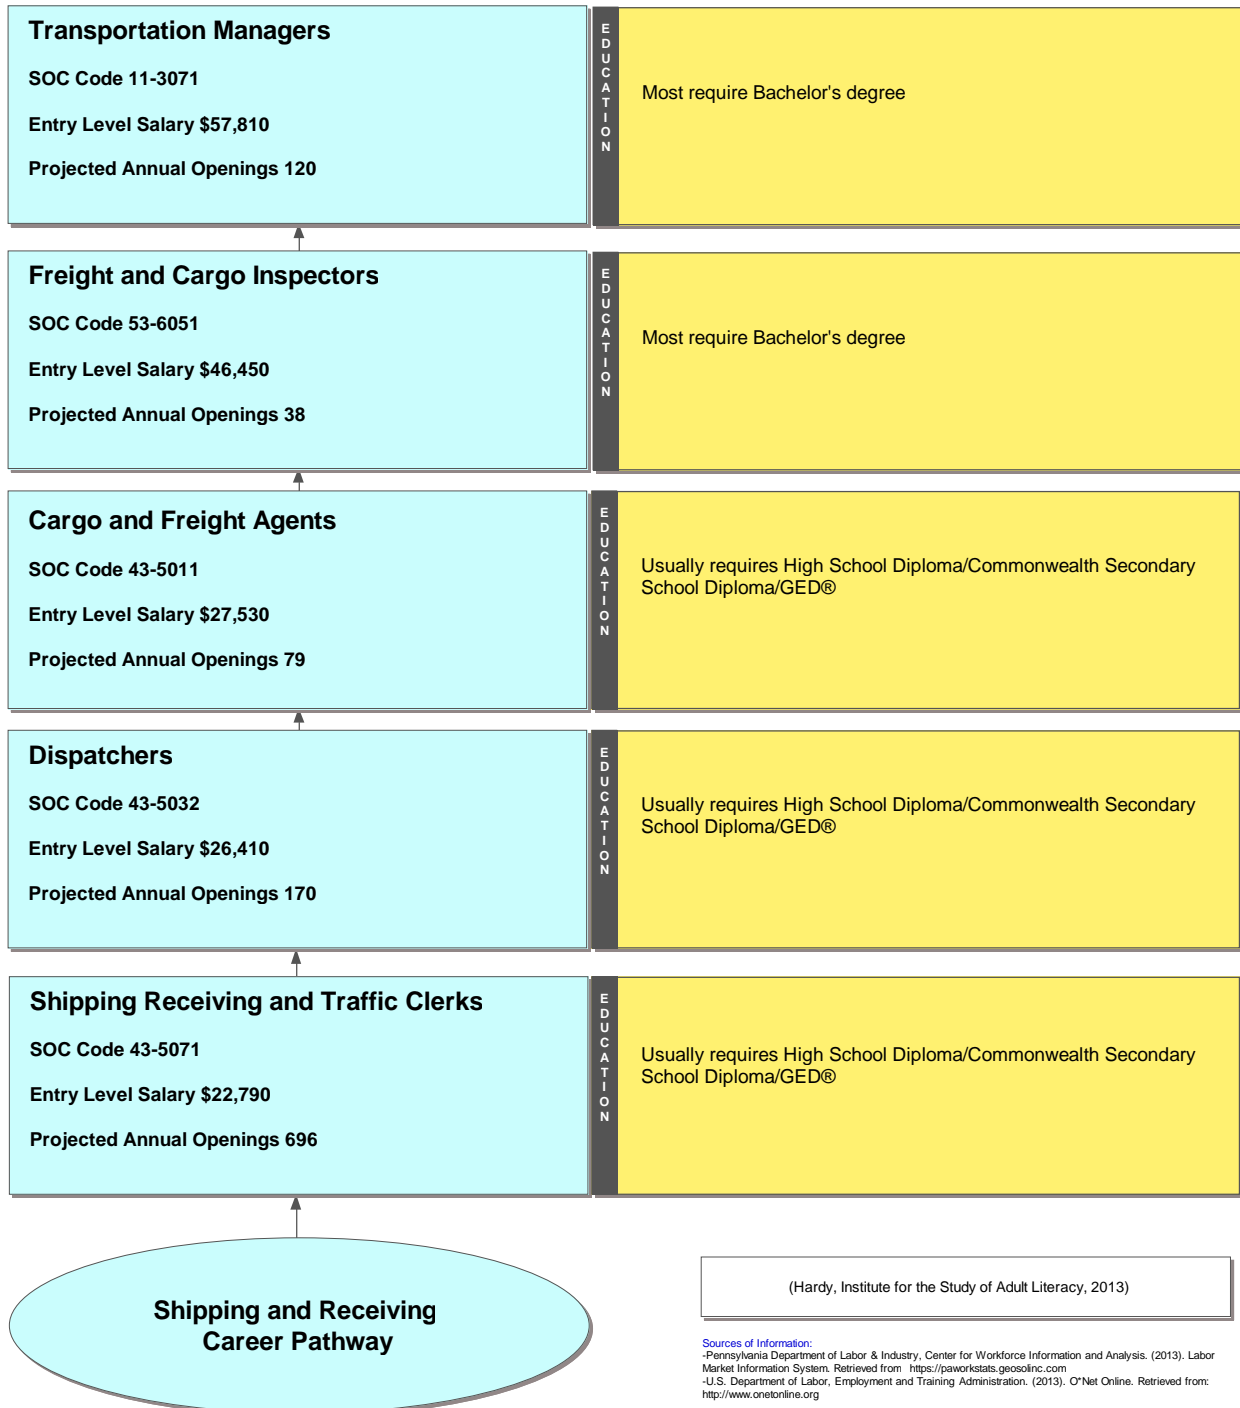 Transportation Managers
SOC Code 11-3071
Entry Level Salary $57,810
Projected Annual Openings 120
EDUCATION
Most require Bachelor's degree
Freight and Cargo Inspectors
SOC Code 53-6051
Entry Level Salary $46,450
Projected Annual Openings 38
EDUCATION
Most require Bachelor's degree
Cargo and Freight Agents
SOC Code 43-5011
Entry Level Salary $27,530
Projected Annual Openings 79
EDUCATION
Usually requires High School Diploma/Commonwealth Secondary
School Diploma/GED®
Dispatchers
SOC Code 43-5032
Entry Level Salary $26,410
Projected Annual Openings 170
EDUCATION
Usually requires High School Diploma/Commonwealth Secondary
School Diploma/GED®
Shipping Receiving and Traffic Clerks
SOC Code 43-5071
Entry Level Salary $22,790
Projected Annual Openings 696
EDUCATION
Usually requires High School Diploma/Commonwealth Secondary
School Diploma/GED®
Shipping and Receiving
Career Pathway
(Hardy, Institute for the Study of Adult Literacy, 2013)
Sources of Information:
-Pennsylvania Department of Labor & Industry, Center for Workforce Information and Analysis. (2013). Labor
Market Information System. Retrieved from https://paworkstats.geosolinc.com
-U.S. Department of Labor, Employment and Training Administration. (2013). O*Net Online. Retrieved from:
http://www.onetonline.org